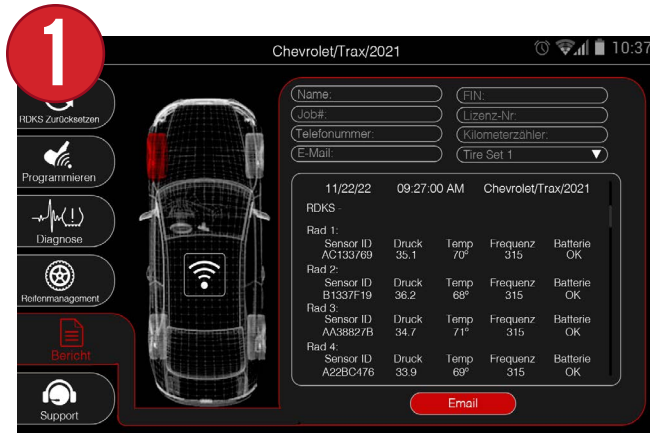 1
Chevrolet/Trax/2021
10:37
RDKS Zurücksetzen
Programmieren
Diagnose
Reifenmanagement
Bericht
Support
Name:
FIN:
Job#:
Lizenz-Nr:
Telefonummer:
Kilometerzähler:
E-Mail:
Tire Set 1
11/22/22 09:27:00 AM Chevrolet/Trax/2021
RDKS -
Rad 1:
Sensor ID Druck Temp Frequenz Batterie
AC133769 35.1 70º 315 OK
Rad 2:
Sensor ID Druck Temp Frequenz Batterie
B1337F19 36.2 68º 315 OK
Rad 3:
Sensor ID Druck Temp Frequenz Batterie
AA38827B 34.7 71º 315 OK
Rad 4:
Sensor ID Druck Temp Frequenz Batterie
A22BC476 33.9 69º 315 OK
Email